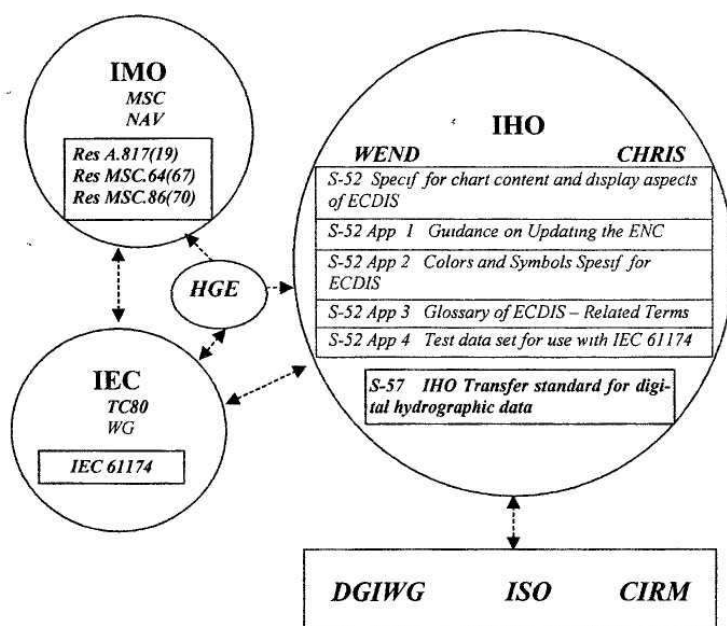 IMO
MSC
NAV
Res A.817(19)
Res MSC.64(67)
Res MSC.86(70)
HGE
IEC
TC80
WG
IEC 61174
IHO
WEND CHRIS
S-52 Specif for chart content and display aspects
of ECDIS
S-52 App 1 Guidance on Updating the ENC
S-52 App 2 Colors and Symbols Spesif for
ECDIS
S-52 App 3 Glossary of ECDIS – Related Terms
S-52 App 4 Test data set for use with IEC 61174
S-57 IHO Transfer standard for digi-
tal hydrographic data
DGIWG ISO CIRM